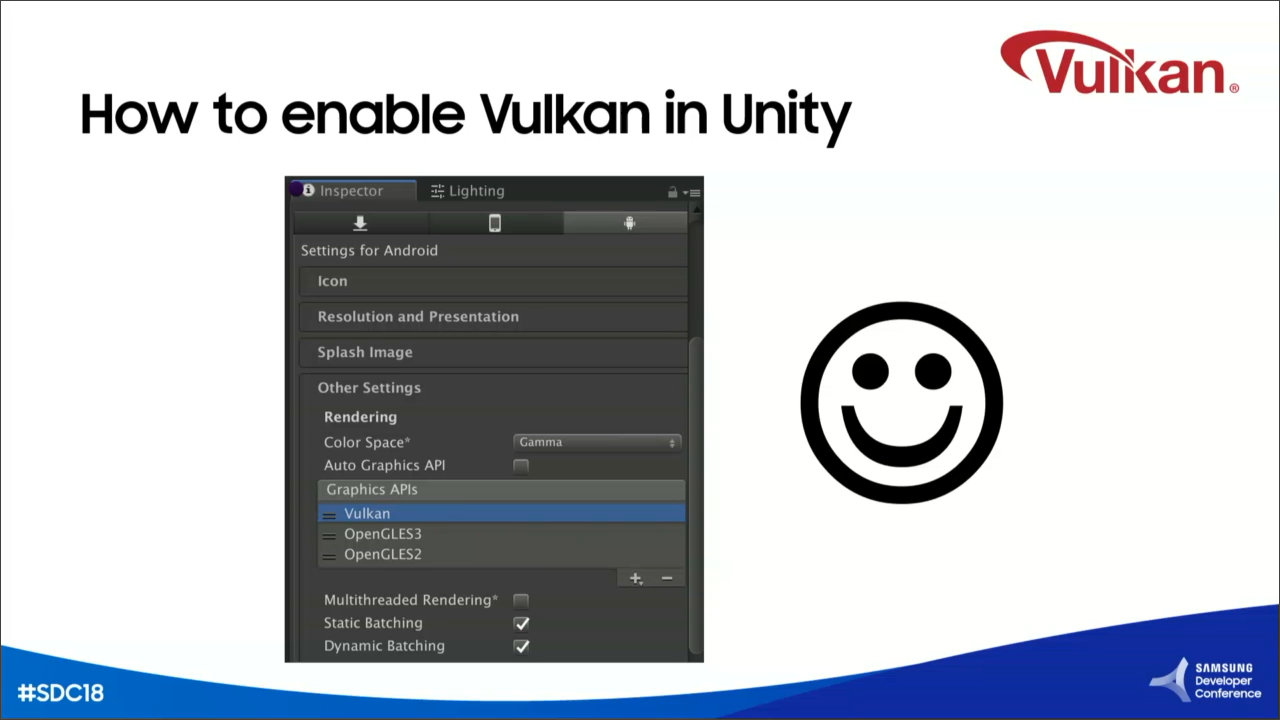 Vulkan®
How to enable Vulkan in Unity
Inspector
Lighting
Settings for Android
Icon
Resolution and Presentation
Splash Image
Other Settings
Rendering
Color Space* Gamma
Auto Graphics API
Graphics APIs
Vulkan
OpenGLES3
OpenGLES2
Multithreaded Rendering*
Static Batching
Dynamic Batching
#SDC18
SAMSUNG
Developer
Conference